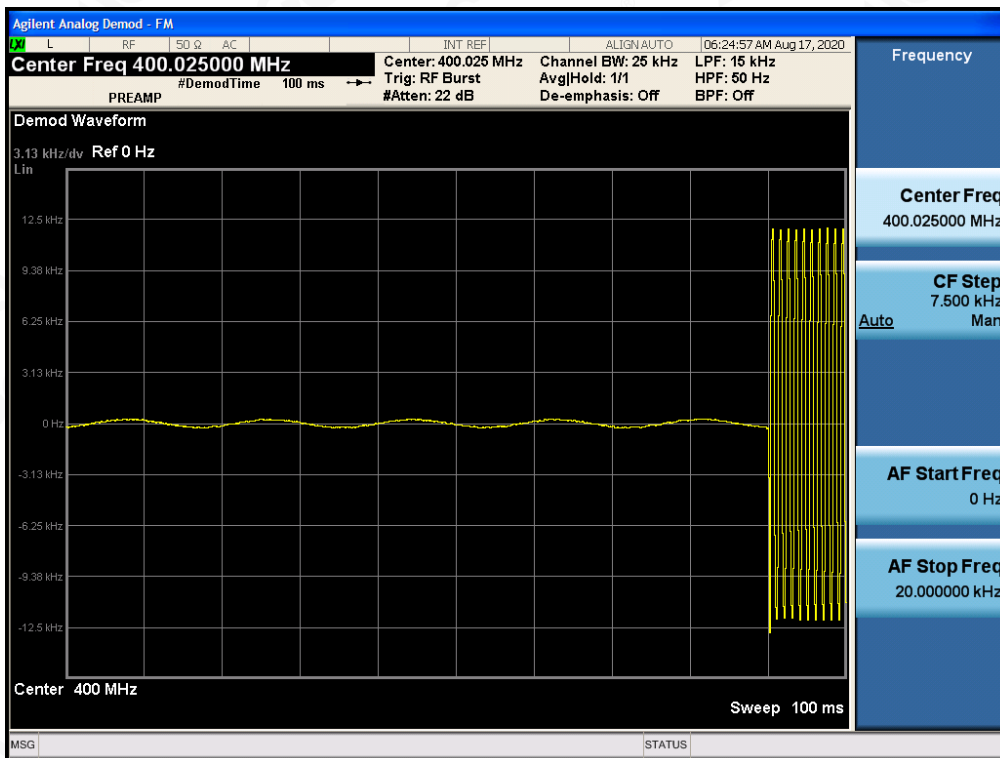 Agilent Analog Demod - FM
LXI L RF 50 Ω AC INT REF ALIGN AUTO 06:24:57 AM Aug 17, 2020
Center Freq 400.025000 MHz
#DemodTime 100 ms
PREAMP
Center: 400.025 MHz Channel BW: 25 kHz LPF: 15 kHz
Trig: RF Burst Avg|Hold: 1/1 HPF: 50 Hz
#Atten: 22 dB De-emphasis: Off BPF: Off
Demod Waveform
3.13 kHz/dv Ref 0 Hz
Lin
12.5 kHz
9.38 kHz
6.25 kHz
3.13 kHz
0 Hz
-3.13 kHz
-6.25 kHz
-9.38 kHz
-12.5 kHz
Center 400 MHz
Sweep 100 ms
MSG STATUS
Frequency
Center Freq
400.025000 MHz
CF Step
7.500 kHz
Auto Man
AF Start Freq
0 Hz
AF Stop Freq
20.000000 kHz